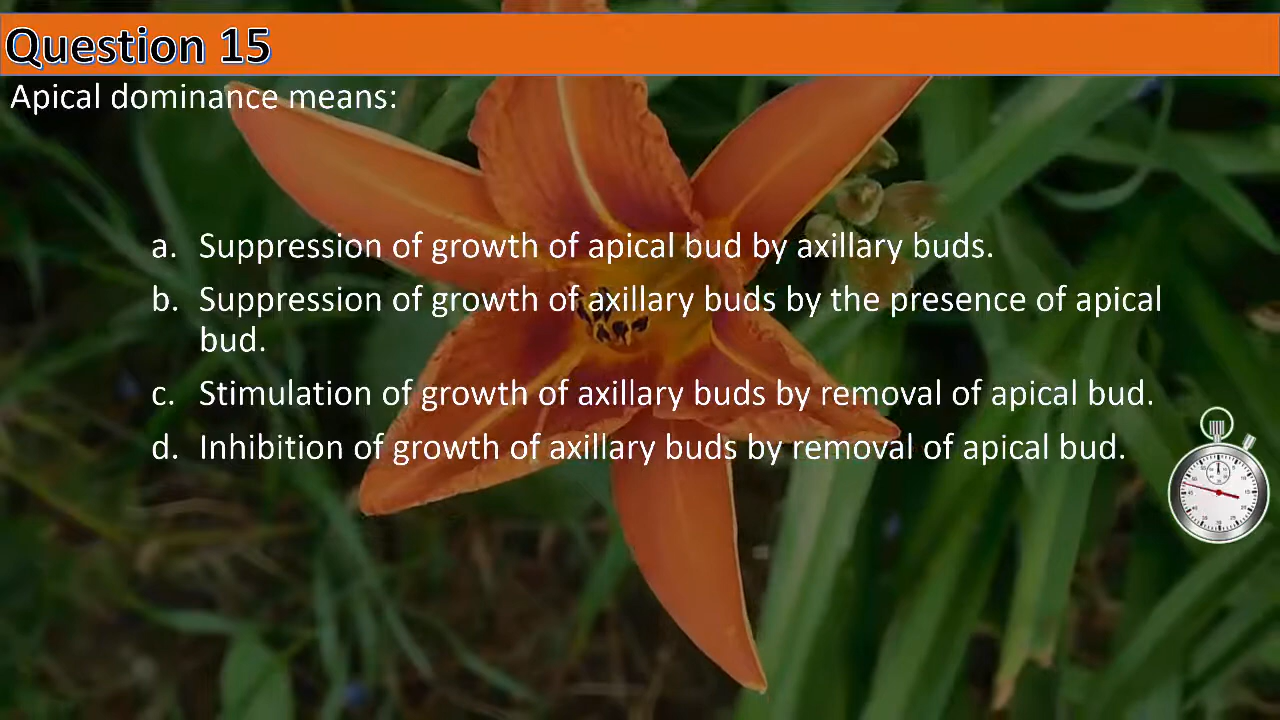 Question 15
Apical dominance means:
a. Suppression of growth of apical bud by axillary buds.
b. Suppression of growth of axillary buds by the presence of apical
bud.
c. Stimulation of growth of axillary buds by removal of apical bud.
d. Inhibition of growth of axillary buds by removal of apical bud.